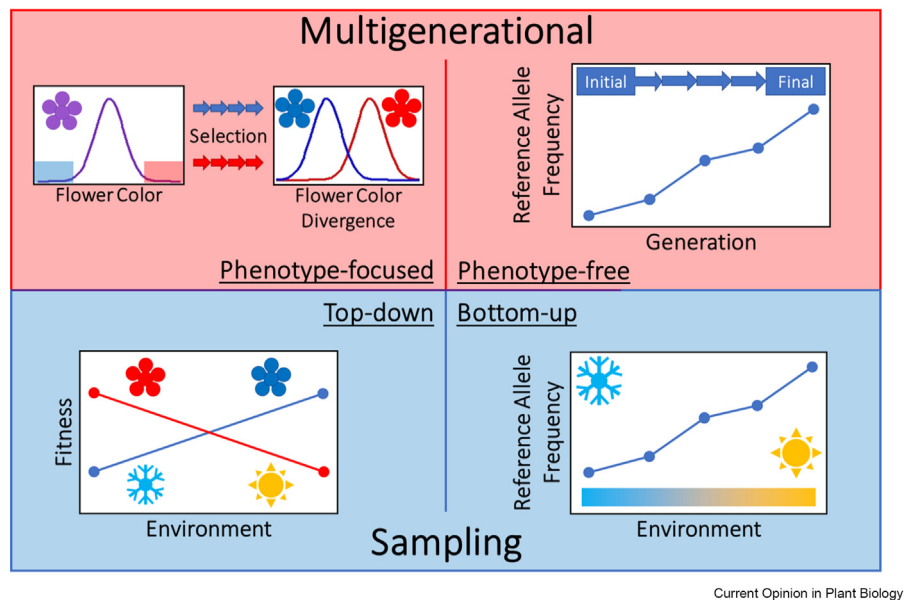 Multigenerational
Selection
Flower Color
Flower Color
Divergence
Phenotype-focused
Reference Allele
Frequency
Initial
Final
Generation
Phenotype-free
Top-down
Fitness
Environment
Bottom-up
Reference Allele
Frequency
Environment
Sampling
Current Opinion in Plant Biology